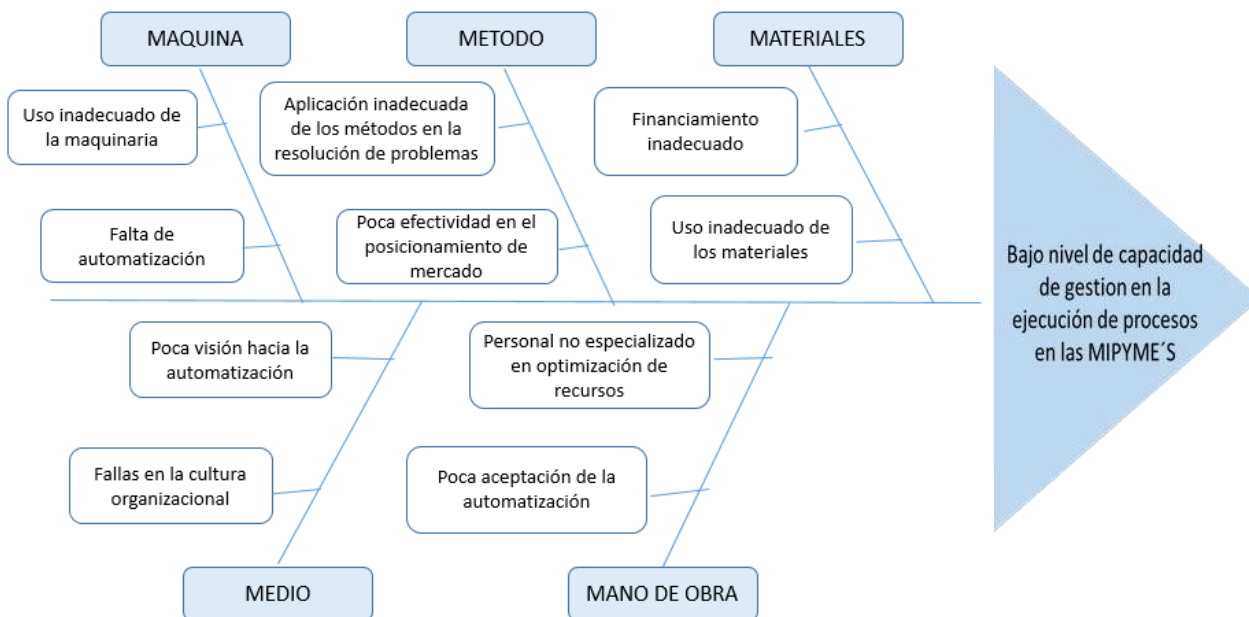 MAQUINA
METODO
MATERIALES
Uso inadecuado de
la maquinaria
Aplicación inadecuada
de los métodos en la
resolución de problemas
Financiamiento
inadecuado
Falta de
automatización
Poca efectividad en el
posicionamiento de
mercado
Uso inadecuado de
los materiales
Bajo nivel de capacidad
de gestion en la
ejecución de procesos
en las MIPYME´S
Poca visión hacia la
automatización
Personal no especializado
en optimización de
recursos
Fallas en la cultura
organizacional
Poca aceptación de la
automatización
MEDIO
MANO DE OBRA